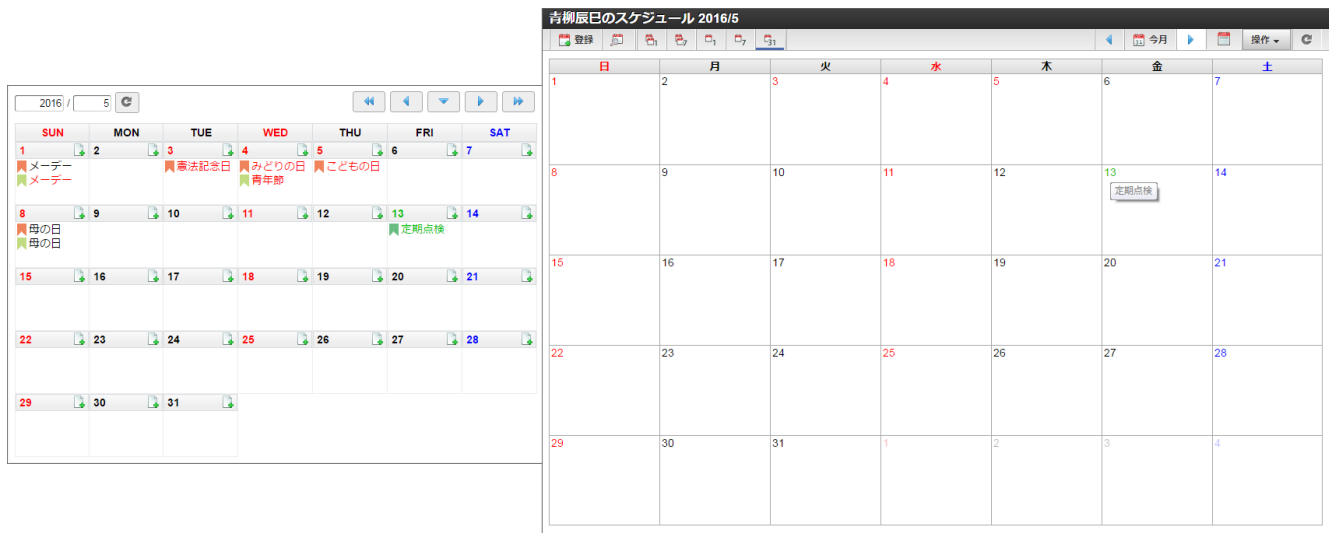 2016 / 5
SUN MON TUE WED THU FRI SAT
1 2 3 4 5 6 7
メーデー 憲法記念日 みどりの日 こどもの日
メーデー 青年節
8 9 10 11 12 13 14
母の日 定期点検
母の日
15 16 17 18 19 20 21
22 23 24 25 26 27 28
29 30 31
青柳辰巳のスケジュール 2016/5
登録 1 7 1 7 31 31 今月 操作
日 月 火 水 木 金 土
1 2 3 4 5 6 7
8 9 10 11 12 13 14
定期点検
15 16 17 18 19 20 21
22 23 24 25 26 27 28
29 30 31 1 2 3 4